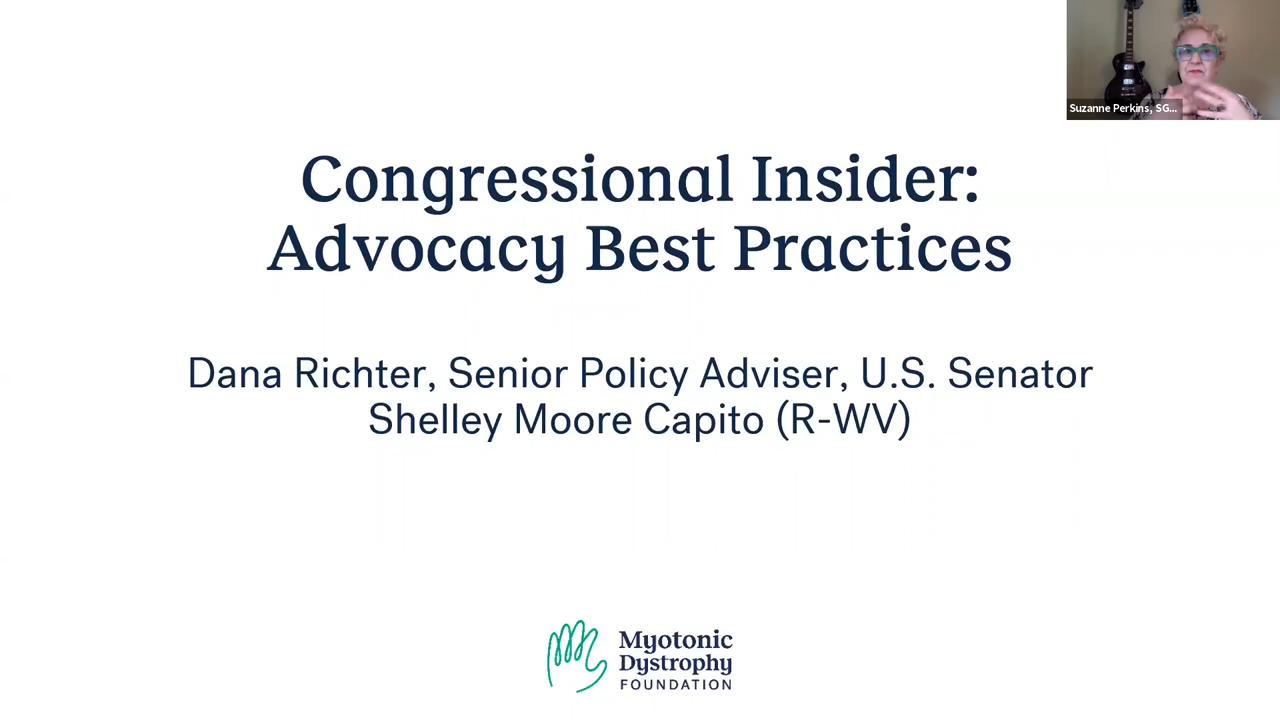 Suzanne Perkins, SG...
Congressional Insider:
Advocacy Best Practices
Dana Richter, Senior Policy Adviser, U.S. Senator
Shelley Moore Capito (R-WV)
Myotonic
Dystrophy
FOUNDATION